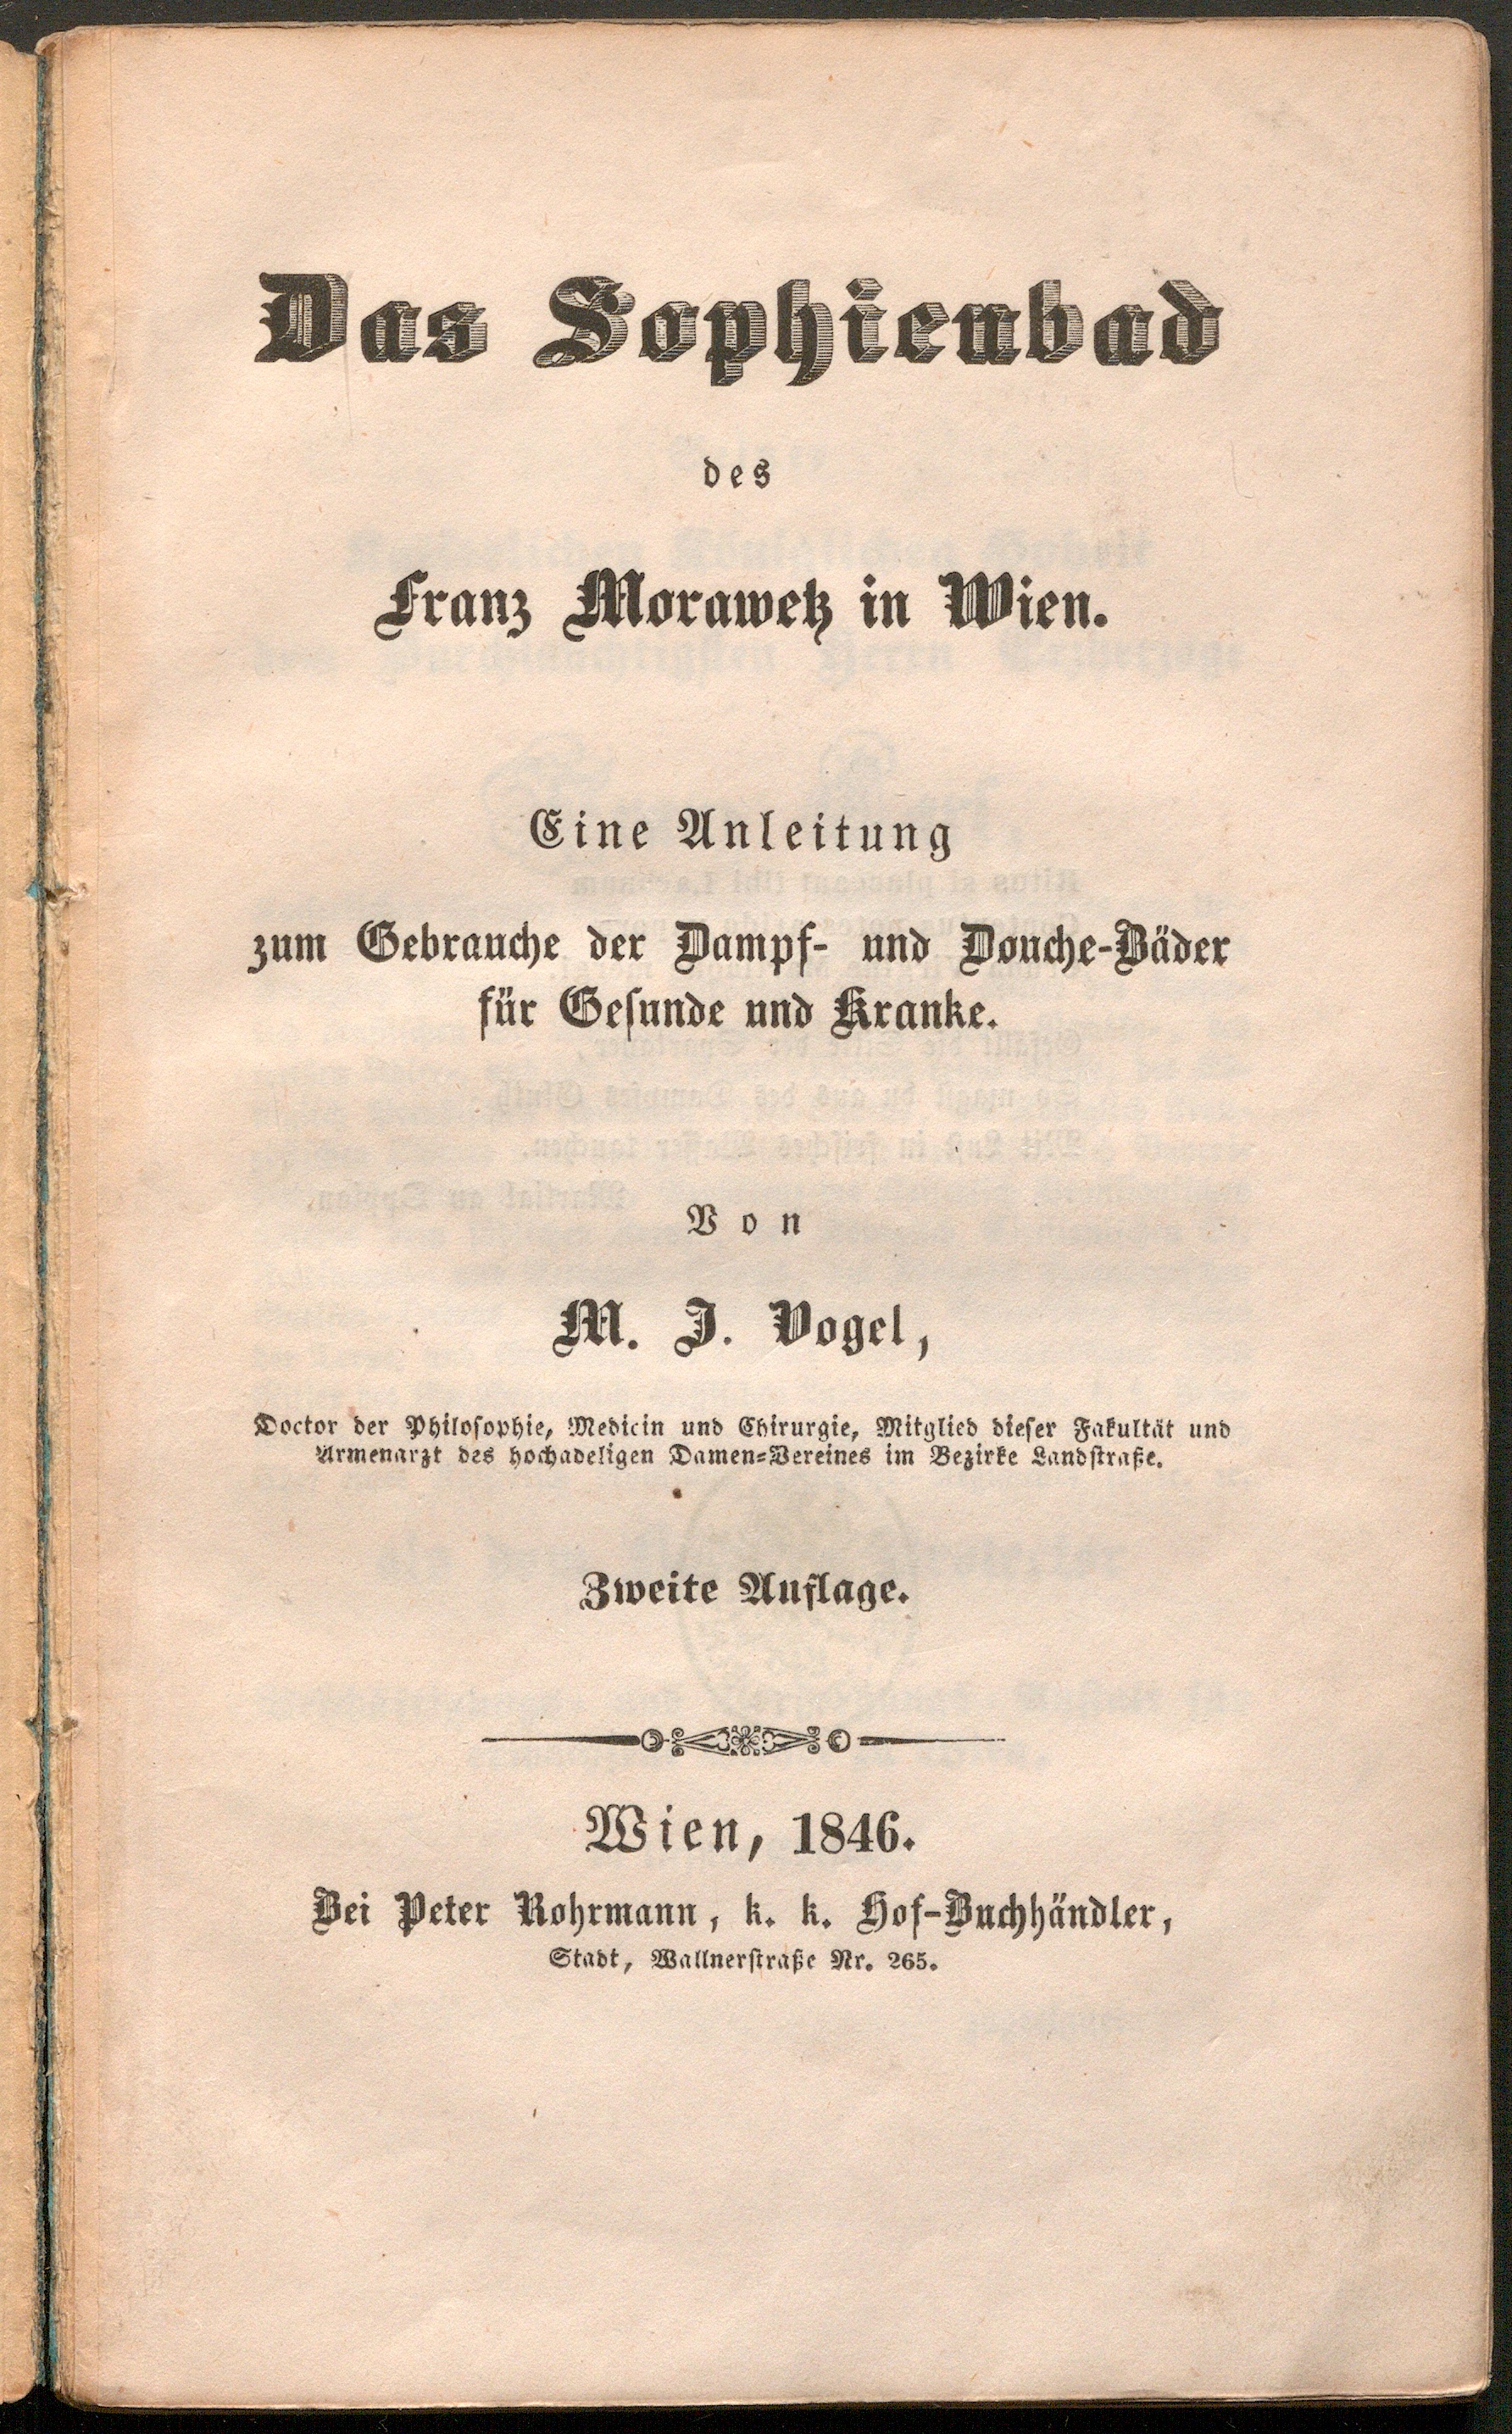 Das Sophienbad
des
Franz Morawetz in Wien.
Eine Anleitung
zum Gebrauche der Dampf- und Douche-Bäder
für Gesunde und Kranke.
Von
M. J. Vogel,
Doctor der Philosophie, Medicin und Chirurgie, Mitglied dieser Fakultät und
Armenarzt des hochadeligen Damen-Vereines im Bezirke Landstraße.
Zweite Auflage.
Wien, 1846.
Bei Peter Rohrmann, k. k. Hof-Buchhändler,
Stadt, Wallnerstraße Nr. 265.